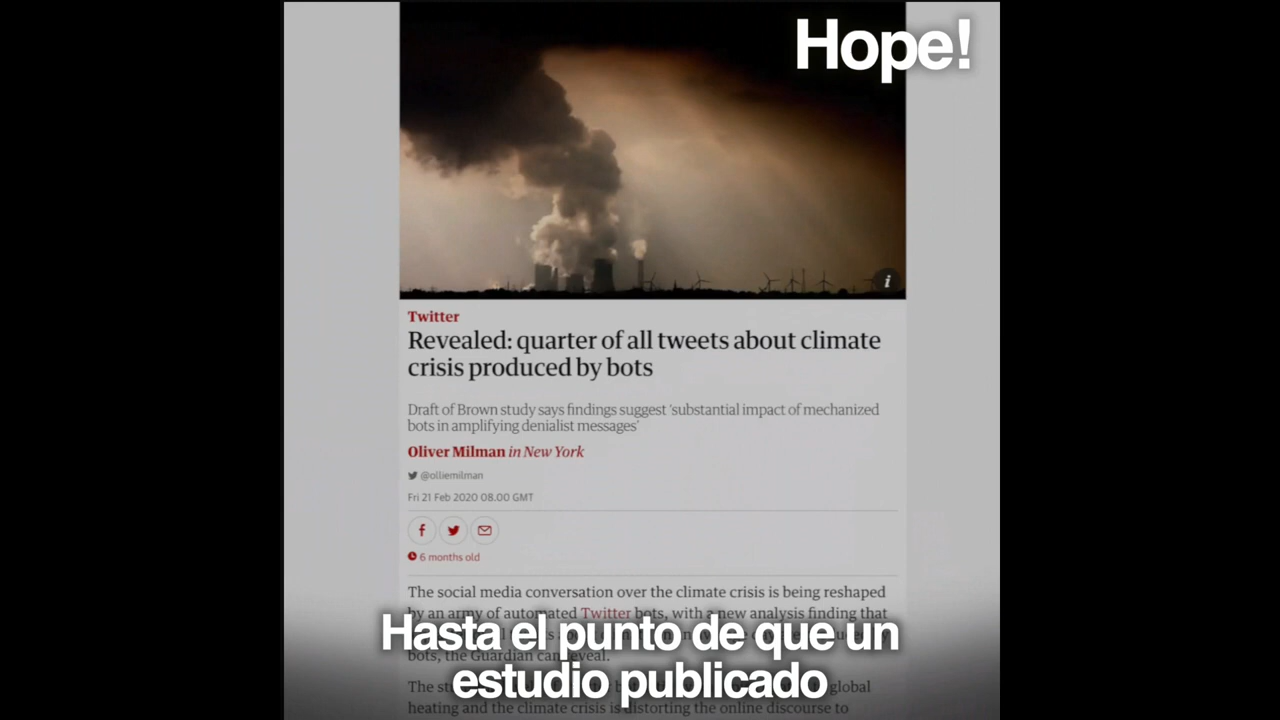 Hope!
Twitter
Revealed: quarter of all tweets about climate
crisis produced by bots
Draft of Brown study says findings suggest 'substantial impact of mechanized
bots in amplifying denialist messages'
Oliver Milman in New York
@olliemilman
Fri 21 Feb 2020 08.00 GMT
6 months old
The social media conversation over the climate crisis is being reshaped
by an army of automated Twitter bots, with a new analysis finding that
bots, the Guardian can reveal.
Hasta el punto de que un
estudio publicado
The global
heating and the climate crisis is distorting the online discourse to